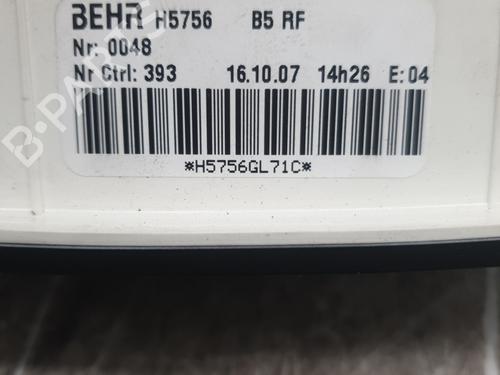 BEHR H5756 B5 RF
Nr: 0048
Nr Ctrl: 393 16.10.07 14h26 E: 04
*H5756GL71C*
B-PARTS